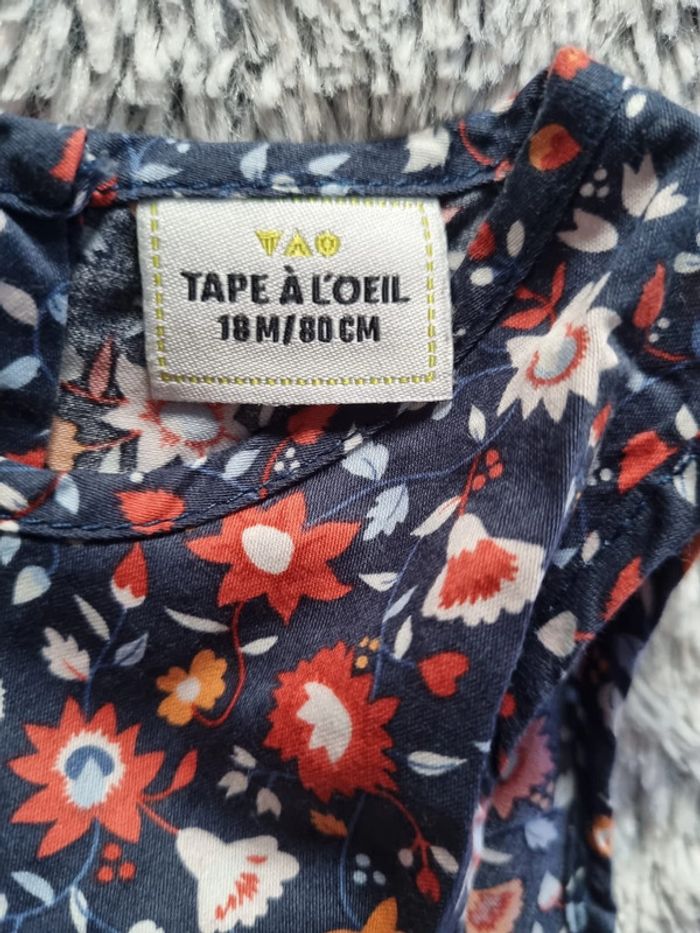 TAO
TAPE À L'OEIL
18M/80CM